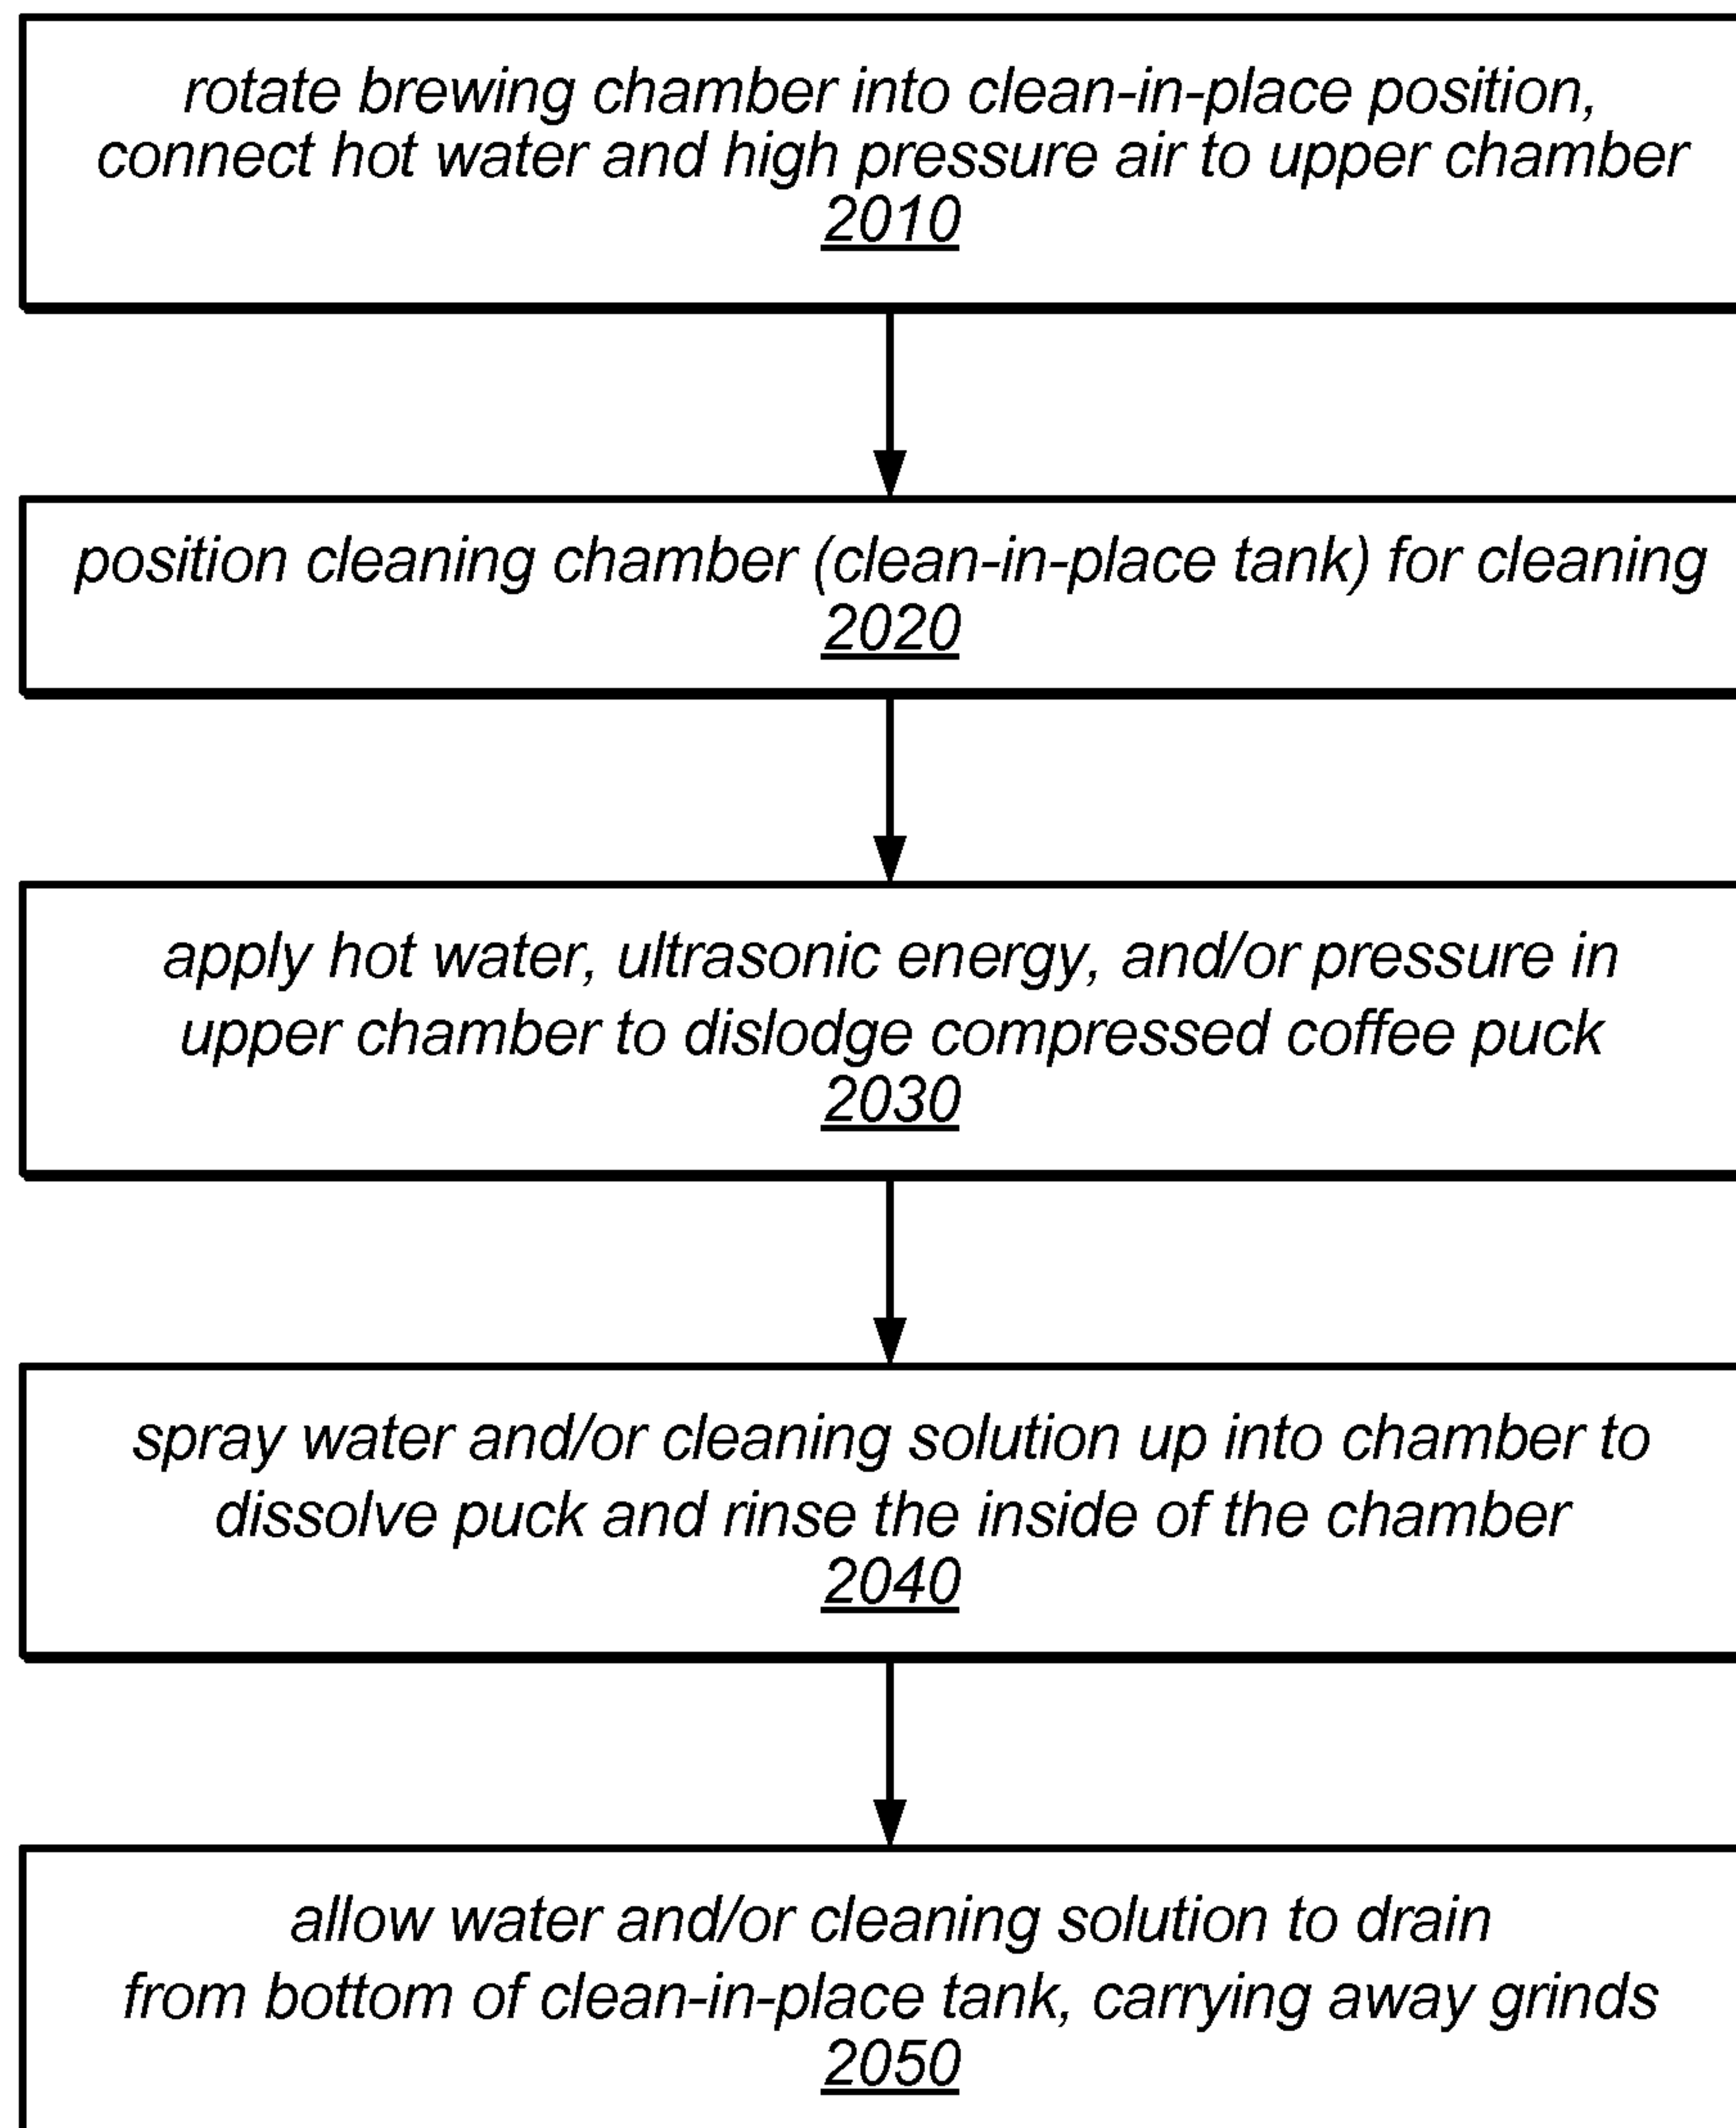 rotate brewing chamber into clean-in-place position,
connect hot water and high pressure air to upper chamber
2010
position cleaning chamber (clean-in-place tank) for cleaning
2020
apply hot water, ultrasonic energy, and/or pressure in
upper chamber to dislodge compressed coffee puck
2030
spray water and/or cleaning solution up into chamber to
dissolve puck and rinse the inside of the chamber
2040
allow water and/or cleaning solution to drain
from bottom of clean-in-place tank, carrying away grinds
2050